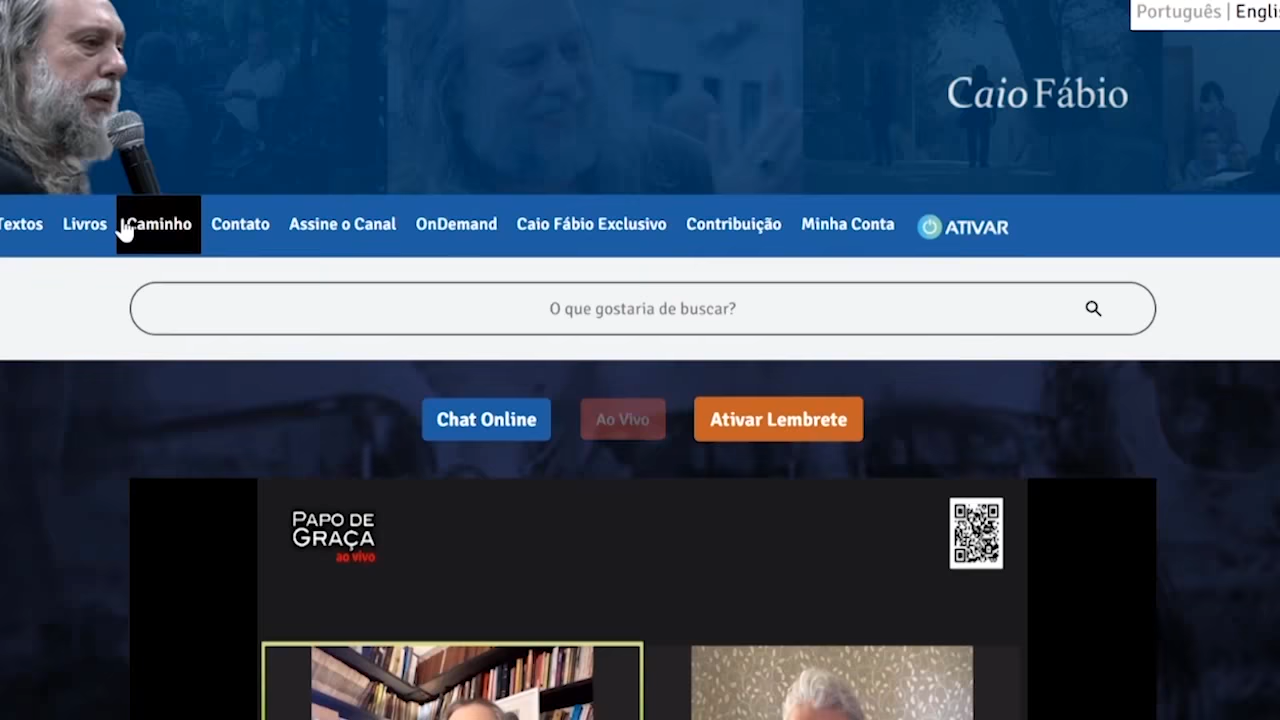 Português | Englis
Caio Fábio
Textos Livros Caminho Contato Assine o Canal OnDemand Caio Fábio Exclusivo Contribuição Minha Conta ATIVAR
O que gostaria de buscar?
Chat Online Ao Vivo Ativar Lembrete
PAPO DE
GRAÇA
ao vivo